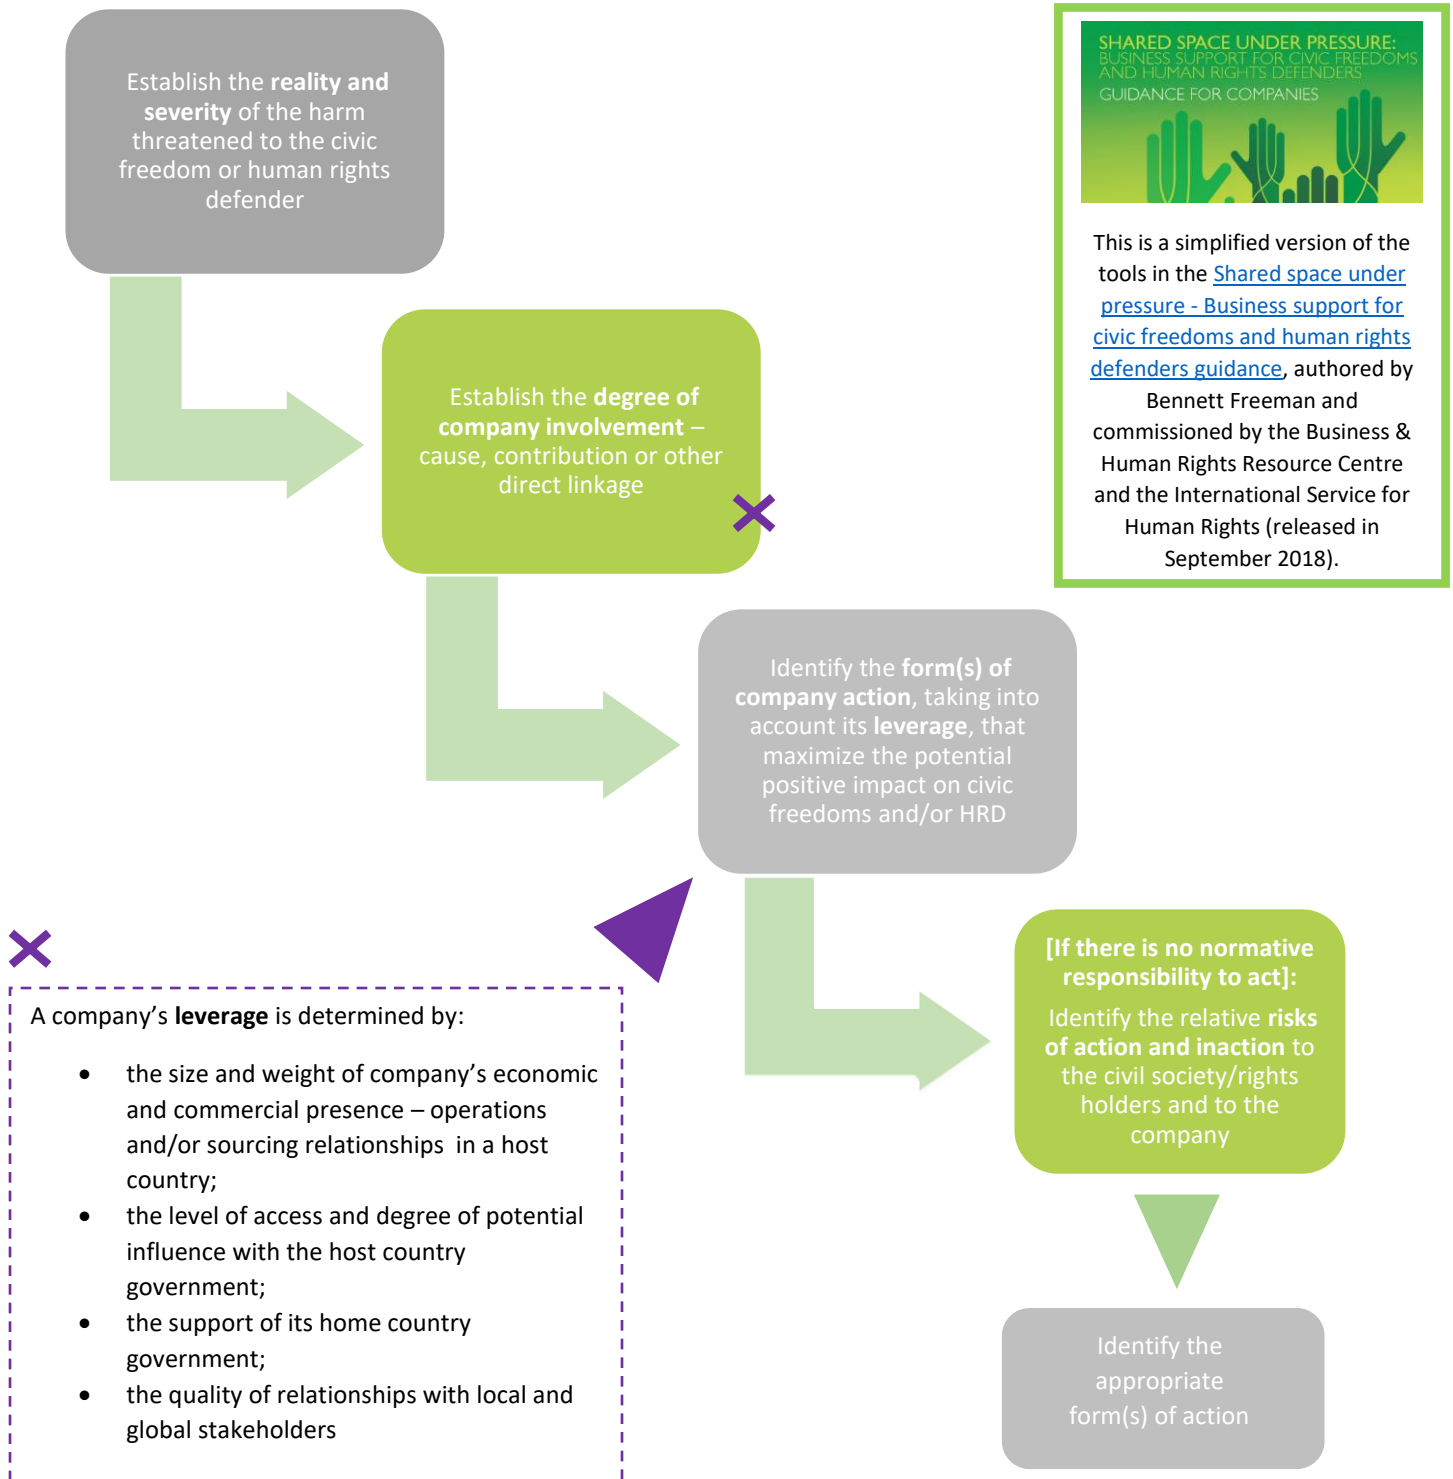 Establish the reality and
severity of the harm
threatened to the civic
freedom or human rights
defender
SHARED SPACE UNDER PRESSURE:
BUSINESS SUPPORT FOR CIVIC FREEDOMS
AND HUMAN RIGHTS DEFENDERS
GUIDANCE FOR COMPANIES
This is a simplified version of the
tools in the Shared space under
pressure - Business support for
civic freedoms and human rights
defenders guidance, authored by
Bennett Freeman and
commissioned by the Business &
Human Rights Resource Centre
and the International Service for
Human Rights (released in
September 2018).
Establish the degree of
company involvement –
cause, contribution or other
direct linkage
Identify the form(s) of
company action, taking into
account its leverage, that
maximize the potential
positive impact on civic
freedoms and/or HRD
[If there is no normative
responsibility to act]:
Identify the relative risks
of action and inaction to
the civil society/rights
holders and to the
company
Identify the
appropriate
form(s) of action
A company’s leverage is determined by:
• the size and weight of company’s economic
and commercial presence – operations
and/or sourcing relationships in a host
country;
• the level of access and degree of potential
influence with the host country
government;
• the support of its home country
government;
• the quality of relationships with local and
global stakeholders